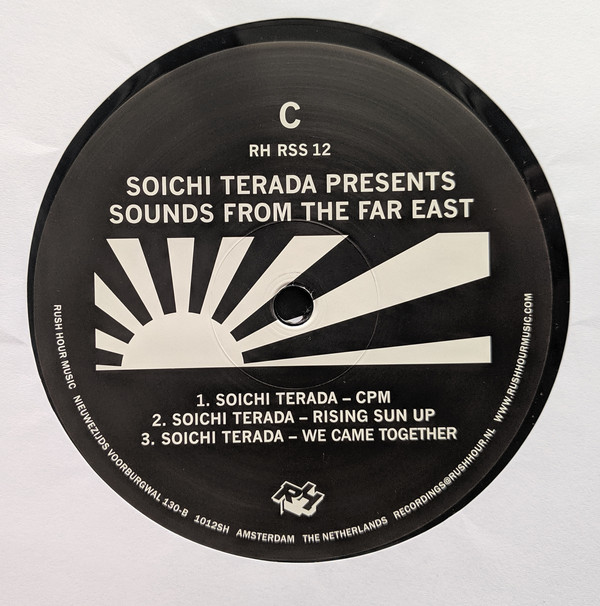 C
RH RSS 12
SOICHI TERADA PRESENTS
SOUNDS FROM THE FAR EAST
1. SOICHI TERADA – CPM
2. SOICHI TERADA – RISING SUN UP
3. SOICHI TERADA – WE CAME TOGETHER
RH
RUSH HOUR MUSIC NIEUWEZIJDS VOORBURGWAL 130-B 1012SH AMSTERDAM THE NETHERLANDS RECORDINGS@RUSHHOUR.NL WWW.RUSHHOURMUSIC.COM